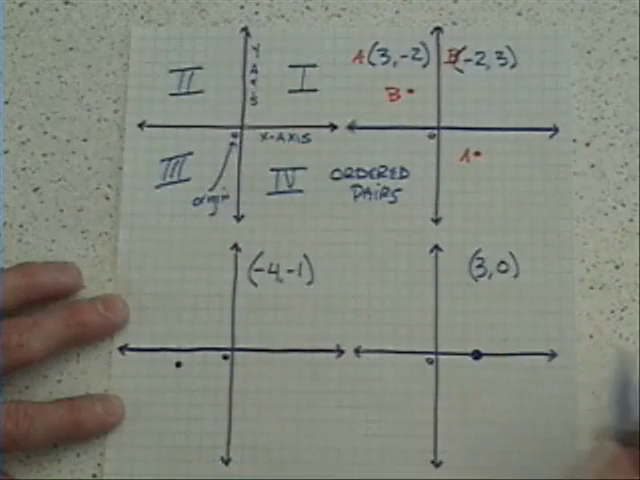 II
I
Y AXIS
X-AXIS
III
IV
origin
A(3,-2)
B(-2,3)
B
A
ORDERED
PAIRS
(-4,-1)
(3,0)